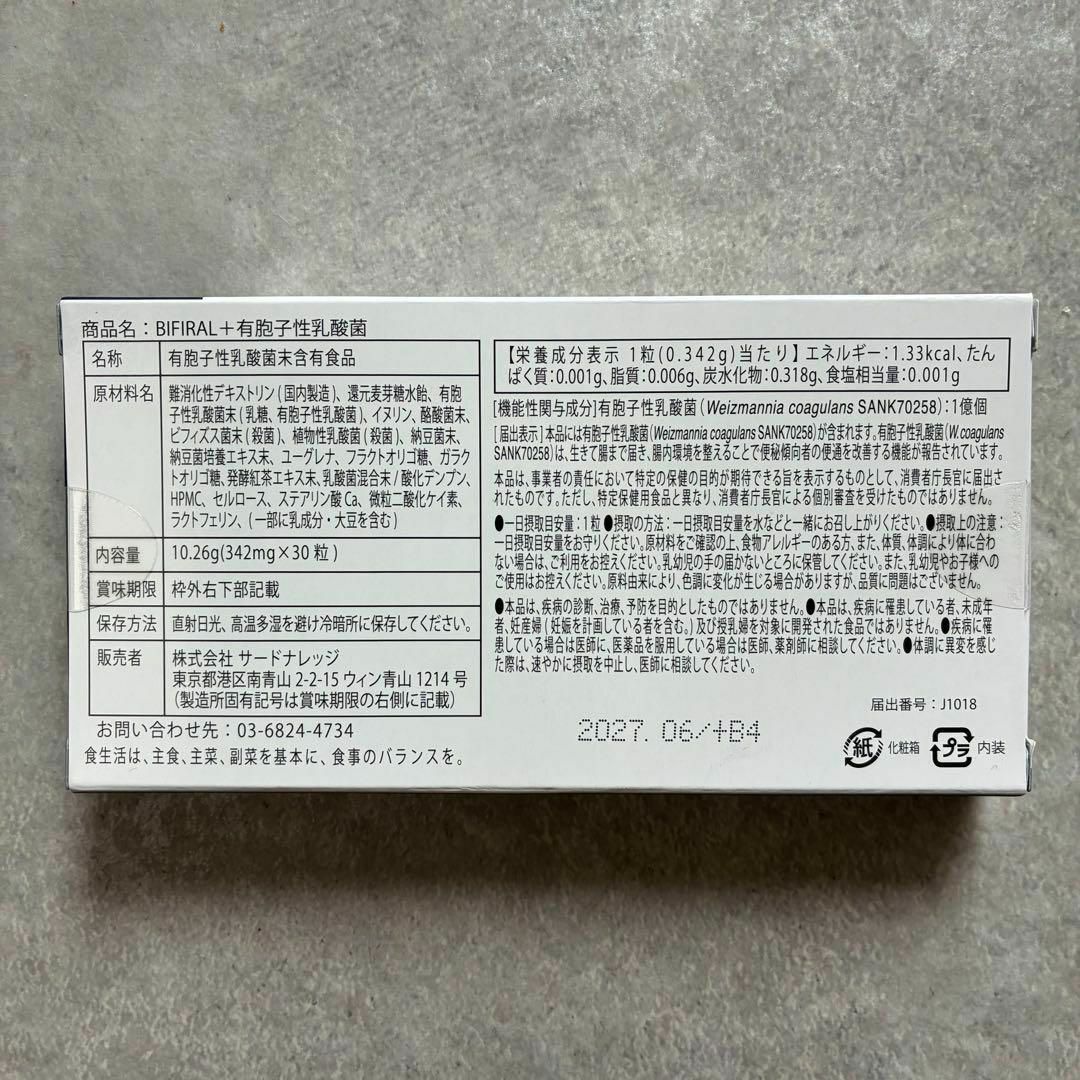 商品名：BIFIRAL＋有胞子性乳酸菌
名称 有胞子性乳酸菌末含有食品
原材料名 難消化性デキストリン(国内製造)、還元麦芽糖水飴、有胞
子性乳酸菌末(乳糖、有胞子性乳酸菌)、イヌリン、酪酸菌末、
ビフィズス菌末(殺菌)、植物性乳酸菌(殺菌)、納豆菌末、
納豆菌培養エキス末、ユーグレナ、フラクトオリゴ糖、ガラ
クトオリゴ糖、発酵紅茶エキス末、乳酸菌混合末/酸化デンプン、
HPMC、セルロース、ステアリン酸Ca、微粒二酸化ケイ素、
ラクトフェリン、(一部に乳成分・大豆を含む)
内容量 10.26g(342mg×30粒)
賞味期限 枠外右下部記載
保存方法 直射日光、高温多湿を避け冷暗所に保存してください。
販売者 株式会社 サードナレッジ
東京都港区南青山 2-2-15 ウィン青山 1214 号
(製造所固有記号は賞味期限の右側に記載)
お問い合わせ先：03-6824-4734
食生活は、主食、主菜、副菜を基本に、食事のバランスを。
【栄養成分表示 1粒(0.342g)当たり】エネルギー：1.33kcal、たん
ぱく質：0.001g、脂質：0.006g、炭水化物：0.318g、食塩相当量：0.001g
[機能性関与成分]有胞子性乳酸菌(Weizmannia coagulans SANK70258)：1億個
[届出表示]本品には有胞子性乳酸菌(Weizmannia coagulans SANK70258)が含まれます。有胞子性乳酸菌(W.coagulans
SANK70258)は、生きて腸まで届き、腸内環境を整えることで便秘傾向者の便通を改善する機能が報告されています。
本品は、事業者の責任において特定の保健の目的が期待できる旨を表示するものとして、消費者庁長官に届出さ
れたものです。ただし、特定保健用食品と異なり、消費者庁長官による個別審査を受けたものではありません。
●一日摂取目安量：1粒●摂取の方法：一日摂取目安量を水などと一緒にお召し上がりください。●摂取上の注意：
一日摂取目安量をお守りください。原材料をご確認の上、食物アレルギーのある方、また、体質、体調により体に合わ
ない場合は、ご利用をお控えください。乳幼児の手の届かないところに保管してください。また、乳幼児やお子様への
ご使用はお控えください。原料由来により、色調に変化が生じる場合がありますが、品質に問題はございません。
●本品は、疾病の診断、治療、予防を目的としたものではありません。●本品は、疾病に罹患している者、未成年
者、妊産婦(妊娠を計画している者を含む。)及び授乳婦を対象に開発された食品ではありません。●疾病に罹
患している場合は医師に、医薬品を服用している場合は医師、薬剤師に相談してください。●体調に異変を感じ
た際は、速やかに摂取を中止し、医師に相談してください。
届出番号：J1018
2027. 06/+B4
紙 化粧箱 プラ 内装